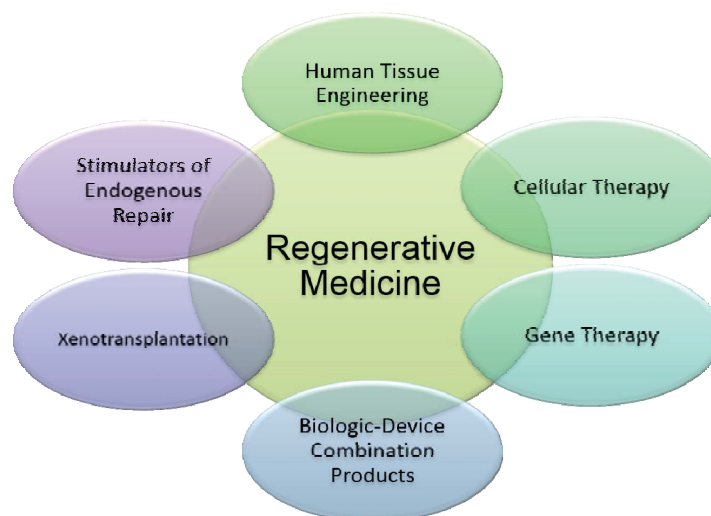 Human Tissue
Engineering
Stimulators of
Endogenous
Repair
Cellular Therapy
Regenerative
Medicine
Xenotransplantation
Gene Therapy
Biologic-Device
Combination
Products